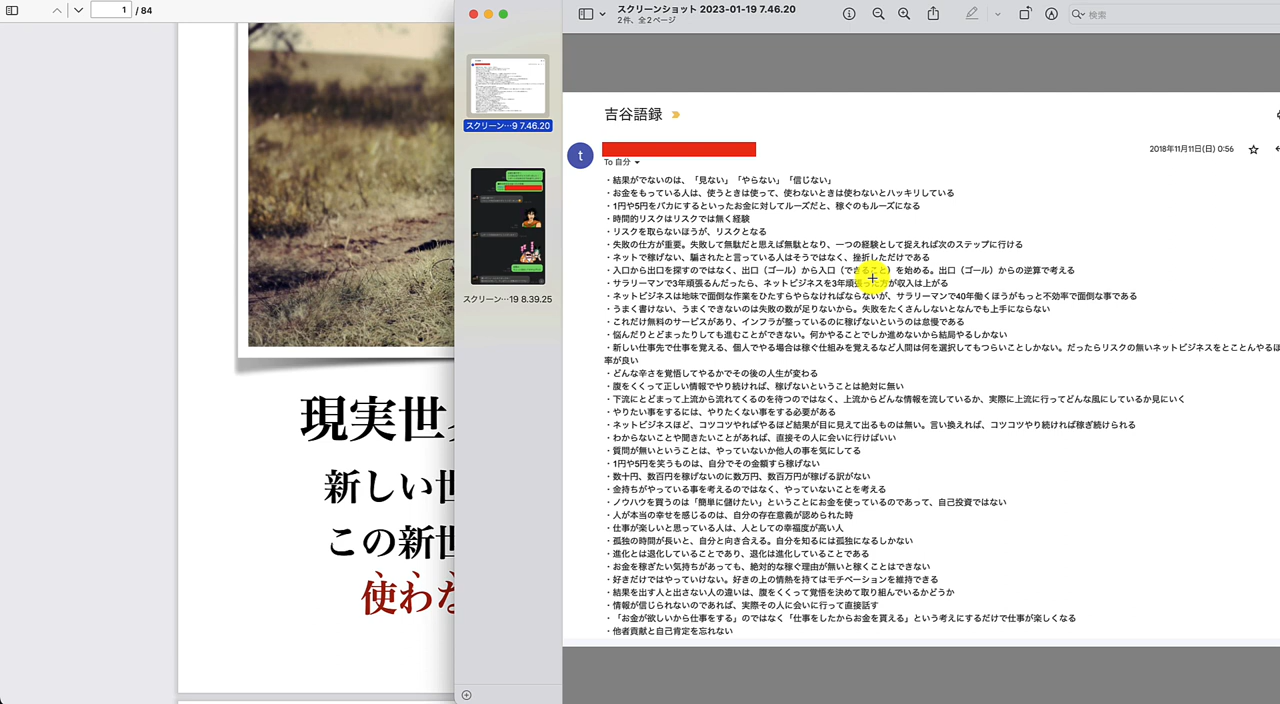 1
/ 84
現実世
新しい世
この新世
使わな
スクリーン…9 7.46.20
スクリーン…19 8.39.25
スクリーンショット 2023-01-19 7.46.20
2件、全2ページ
検索
吉谷語録
t
To 自分
2018年11月11日(日) 0:56
・結果がでないのは、「見ない」「やらない」「信じない」
・お金をもっている人は、使うときは使って、使わないときは使わないとハッキリしている
・1円や5円をバカにするといったお金に対してルーズだと、稼ぐのもルーズになる
・時間的リスクはリスクでは無く経験
・リスクを取らないほうが、リスクとなる
・失敗の仕方が重要。失敗して無駄だと思えば無駄となり、一つの経験として捉えれば次のステップに行ける
・ネットで稼げない、騙されたと言っている人はそうではなく、挫折しただけである
・入口から出口を探すのではなく、出口（ゴール）から入口（できること）を始める。出口（ゴール）からの逆算で考える
・サラリーマンで3年頑張るんだったら、ネットビジネスを3年頑張った方が収入は上がる
・ネットビジネスは地味で面倒な作業をひたすらやらなければならないが、サラリーマンで40年働くほうがもっと不効率で面倒な事である
・うまく書けない、うまくできないのは失敗の数が足りないから。失敗をたくさんしないとなんでも上手にならない
・これだけ無料のサービスがあり、インフラが整っているのに稼げないというのは怠慢である
・悩んだりとどまったりしても進むことができない。何かやることでしか進めないから結局やるしかない
・新しい仕事先で仕事を覚える、個人でやる場合は稼ぐ仕組みを覚えるなど人間は何を選択してもつらいことしかない。だったらリスクの無いネットビジネスをとことんやるほ
率が良い
・どんな辛さを覚悟してやるかでその後の人生が変わる
・腹をくくって正しい情報でやり続ければ、稼げないということは絶対に無い
・下流にとどまって上流から流れてくるのを待つのではなく、上流からどんな情報を流しているか、実際に上流に行ってどんな風にしているか見にいく
・やりたい事をするには、やりたくない事をする必要がある
・ネットビジネスほど、コツコツやればやるほど結果が目に見えて出るものは無い。言い換えれば、コツコツやり続ければ稼ぎ続けられる
・わからないことや聞きたいことがあれば、直接その人に会いに行けばいい
・質問が無いということは、やっていないか他人の事を気にしてる
・1円や5円を笑うものは、自分でその金額すら稼げない
・数十円、数百円を稼げないのに数万円、数百万円が稼げる訳がない
・金持ちがやっている事を考えるのではなく、やっていないことを考える
・ノウハウを買うのは「簡単に儲けたい」ということにお金を使っているのであって、自己投資ではない
・人が本当の幸せを感じるのは、自分の存在意義が認められた時
・仕事が楽しいと思っている人は、人としての幸福度が高い人
・孤独の時間が長いと、自分と向き合える。自分を知るには孤独になるしかない
・進化とは退化していることであり、退化は進化していることである
・お金を稼ぎたい気持ちがあっても、絶対的な稼ぐ理由が無いと稼ぐことはできない
・好きだけではやっていけない。好きの上の情熱を持てはモチベーションを維持できる
・結果を出す人と出さない人の違いは、腹をくくって覚悟を決めて取り組んでいるかどうか
・情報が信じられないのであれば、実際その人に会いに行って直接話す
・「お金が欲しいから仕事をする」のではなく「仕事をしたからお金を貰える」という考えにするだけで仕事が楽しくなる
・他者貢献と自己肯定を忘れない